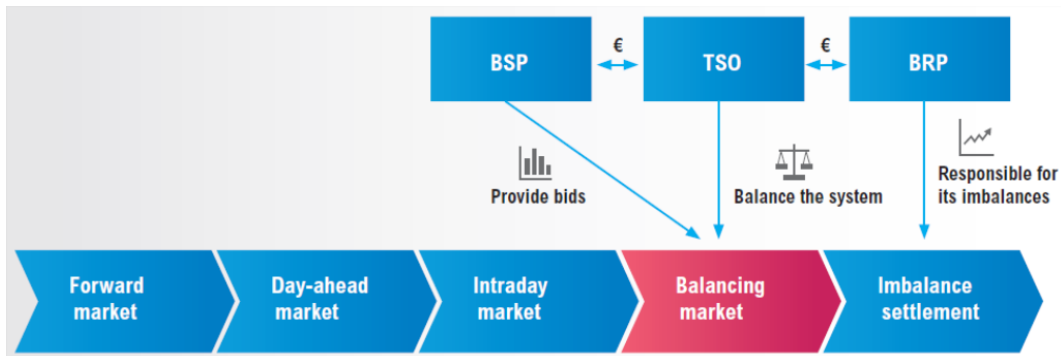 €
€
BSP
TSO
BRP
Provide bids
Balance the system
Responsible for
its imbalances
Forward
market
Day-ahead
market
Intraday
market
Balancing
market
Imbalance
settlement